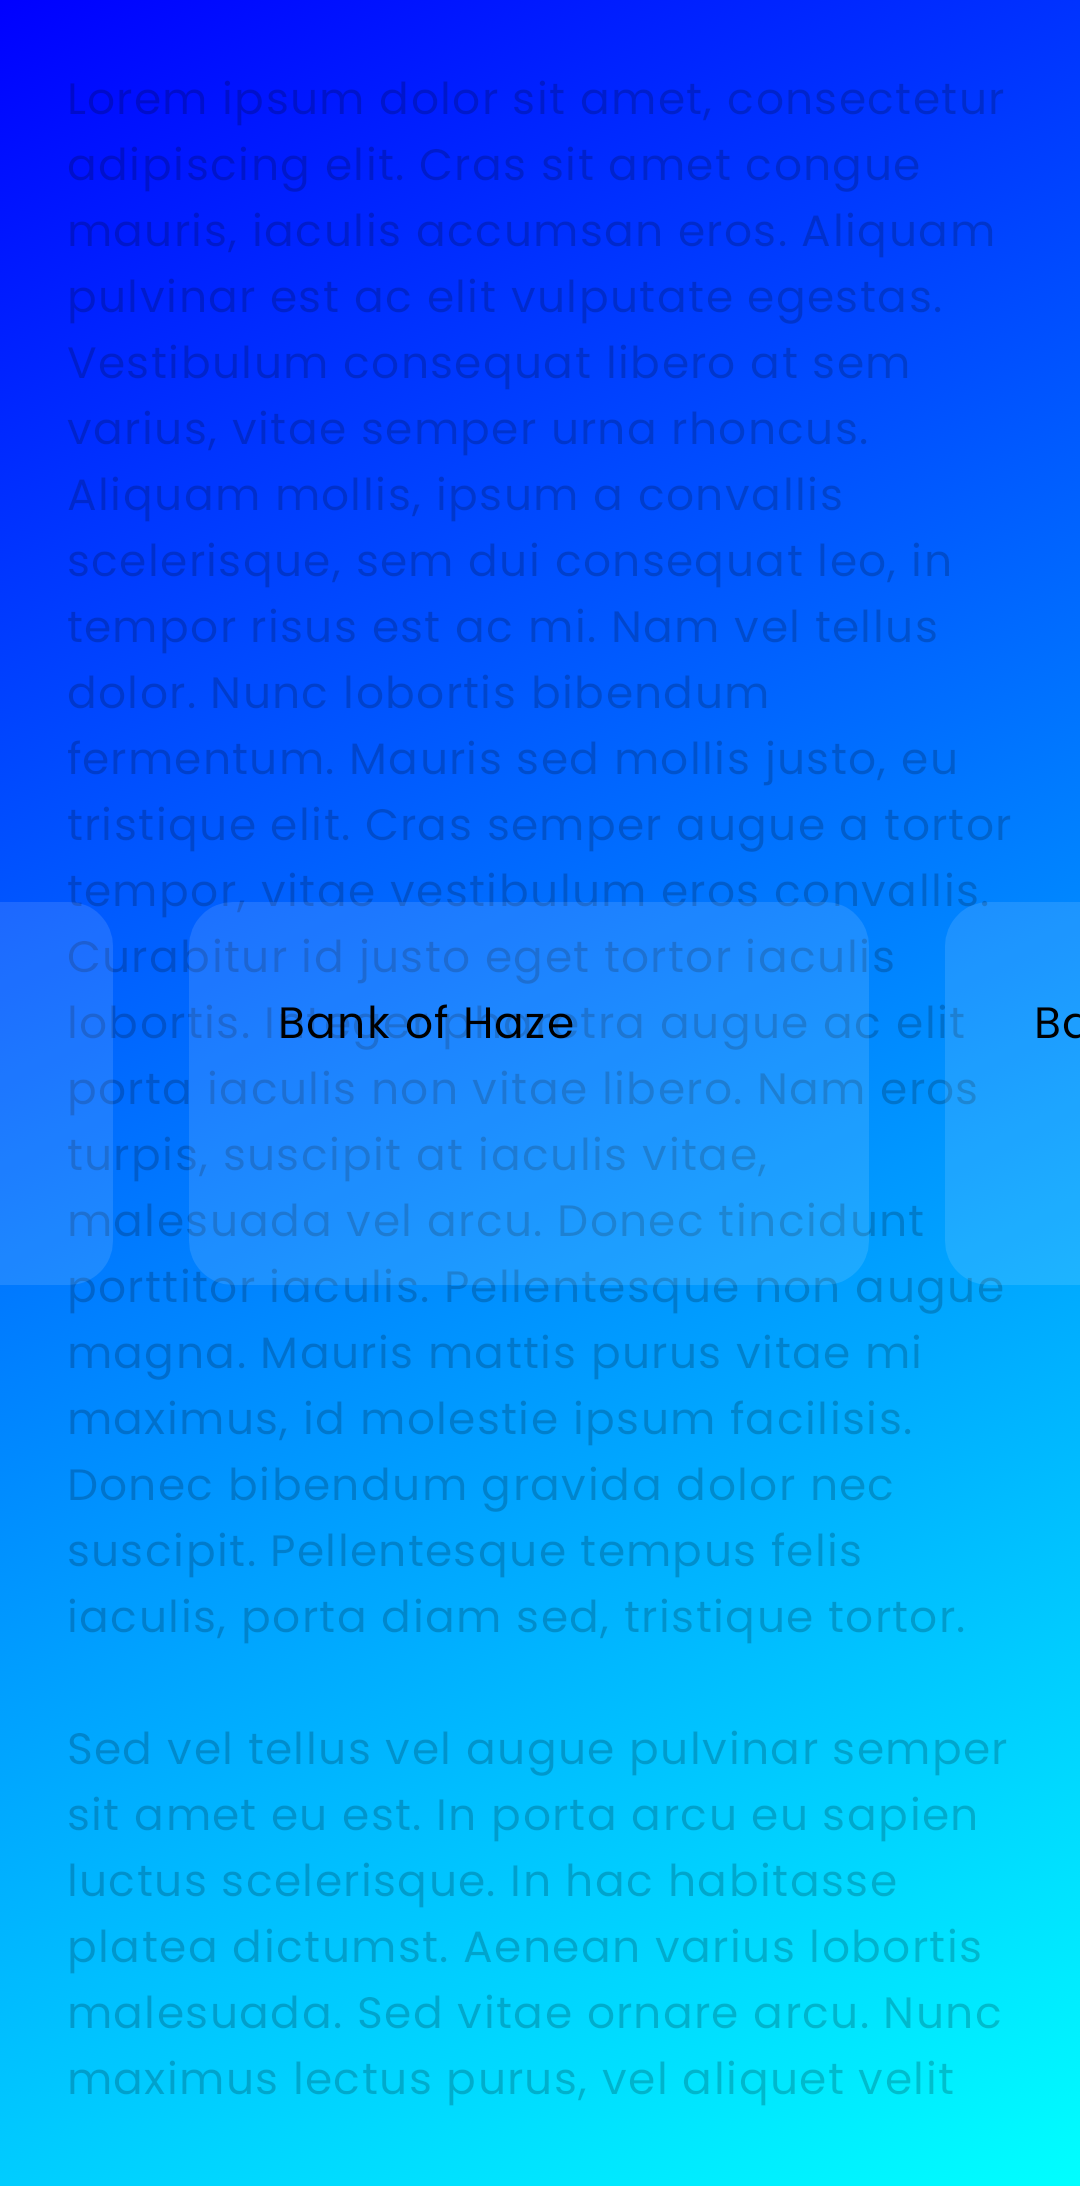 Lorem ipsum dolor sit amet, consectetur
adipiscing elit. Cras sit amet congue
mauris, iaculis accumsan eros. Aliquam
pulvinar est ac elit vulputate egestas.
Vestibulum consequat libero at sem
varius, vitae semper urna rhoncus.
Aliquam mollis, ipsum a convallis
scelerisque, sem dui consequat leo, in
tempor risus est ac mi. Nam vel tellus
dolor. Nunc lobortis bibendum
fermentum. Mauris sed mollis justo, eu
tristique elit. Cras semper augue a tortor
tempor, vitae vestibulum eros convallis.
Curabitur id justo eget tortor iaculis
lobortis. Integer pharetra augue ac elit
Bank of Haze
Ba
porta iaculis non vitae libero. Nam eros
turpis, suscipit at iaculis vitae,
malesuada vel arcu. Donec tincidunt
porttitor iaculis. Pellentesque non augue
magna. Mauris mattis purus vitae mi
maximus, id molestie ipsum facilisis.
Donec bibendum gravida dolor nec
suscipit. Pellentesque tempus felis
iaculis, porta diam sed, tristique tortor.
Sed vel tellus vel augue pulvinar semper
sit amet eu est. In porta arcu eu sapien
luctus scelerisque. In hac habitasse
platea dictumst. Aenean varius lobortis
malesuada. Sed vitae ornare arcu. Nunc
maximus lectus purus, vel aliquet velit